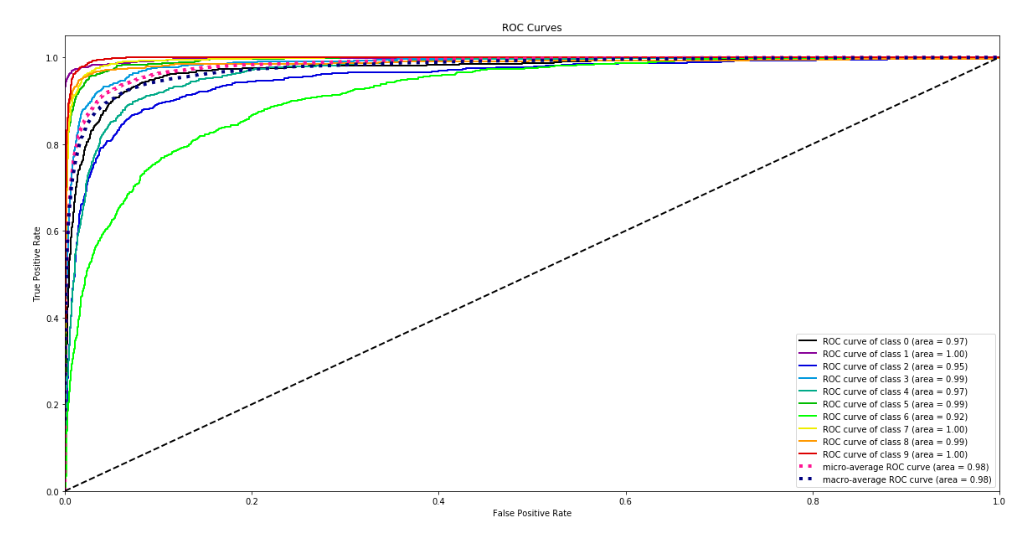 ROC Curves
True Positive Rate
1.0
0.8
0.6
0.4
0.2
0.0
0.0 0.2 0.4 0.6 0.8 1.0
False Positive Rate
ROC curve of class 0 (area = 0.97)
ROC curve of class 1 (area = 1.00)
ROC curve of class 2 (area = 0.95)
ROC curve of class 3 (area = 0.99)
ROC curve of class 4 (area = 0.97)
ROC curve of class 5 (area = 0.99)
ROC curve of class 6 (area = 0.92)
ROC curve of class 7 (area = 1.00)
ROC curve of class 8 (area = 0.99)
ROC curve of class 9 (area = 1.00)
micro-average ROC curve (area = 0.98)
macro-average ROC curve (area = 0.98)